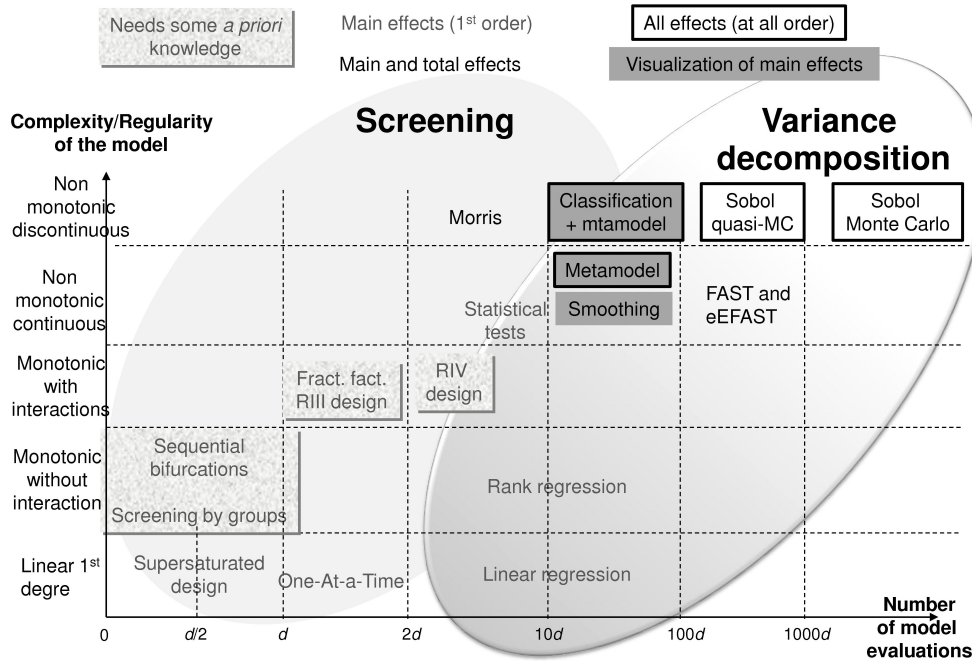 Needs some a priori
knowledge
Main effects (1st order)
All effects (at all order)
Main and total effects
Visualization of main effects
Complexity/Regularity
of the model
Screening
Variance
decomposition
Non
monotonic
discontinuous
Morris
Classification
+ mtamodel
Sobol
quasi-MC
Sobol
Monte Carlo
Non
monotonic
continuous
Metamodel
Smoothing
Statistical
tests
FAST and
eEFAST
Monotonic
with
interactions
Fract. fact.
RIII design
RIV
design
Monotonic
without
interaction
Sequential
bifurcations
Screening by groups
Rank regression
Linear 1st
degre
Supersaturated
design
One-At-a-Time
Linear regression
0
d/2
d
2d
10d
100d
1000d
Number
of model
evaluations